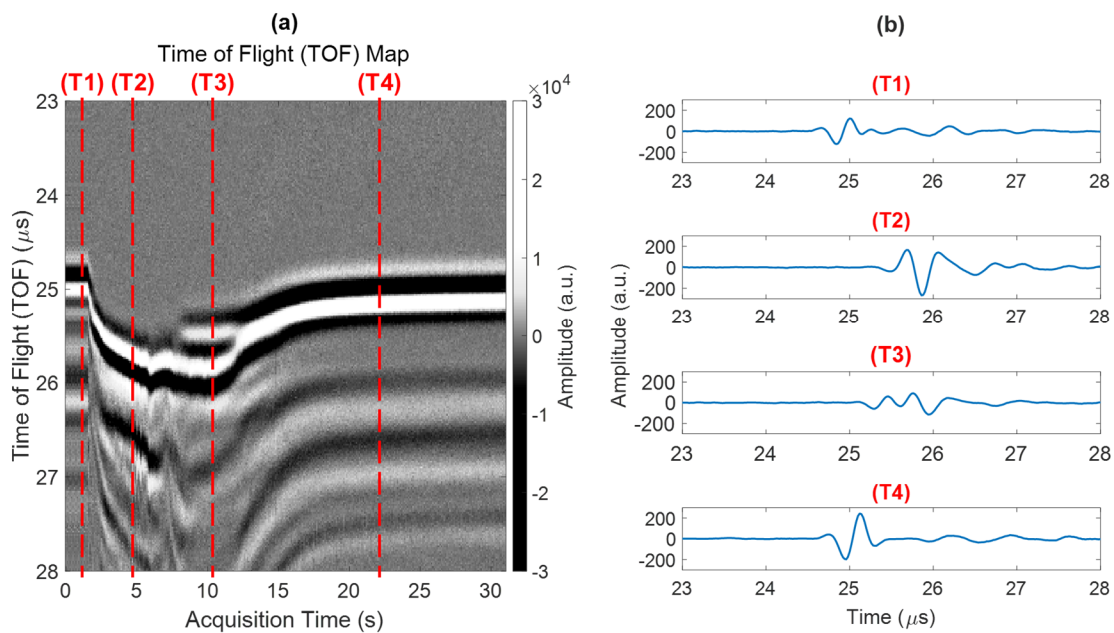 (a)
Time of Flight (TOF) Map
(T1) (T2) (T3) (T4)
×10⁴
23
24
25
26
27
28
Time of Flight (TOF) (μs)
0 5 10 15 20 25 30
Acquisition Time (s)
3
2
1
0
-1
-2
-3
Amplitude (a.u.)
(b)
(T1)
200
0
-200
23 24 25 26 27 28
(T2)
200
0
-200
23 24 25 26 27 28
(T3)
200
0
-200
23 24 25 26 27 28
(T4)
200
0
-200
23 24 25 26 27 28
Amplitude (a.u.)
Time (μs)